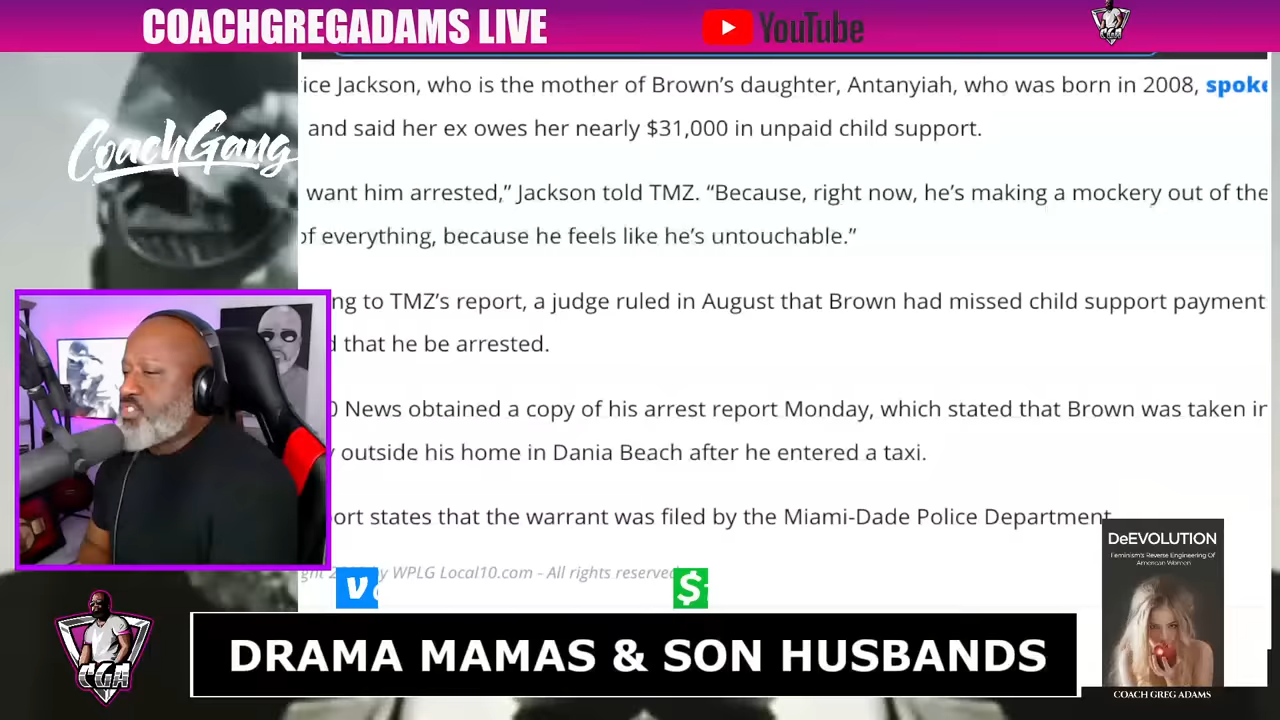 COACHGREGADAMS LIVE
YouTube
CoachGang
Jackson, who is the mother of Brown's daughter, Antanyiah, who was born in 2008, spoke
and said her ex owes her nearly $31,000 in unpaid child support.
want him arrested,” Jackson told TMZ. “Because, right now, he's making a mockery out of the
of everything, because he feels like he's untouchable.”
to TMZ's report, a judge ruled in August that Brown had missed child support payment
that he be arrested.
News obtained a copy of his arrest report Monday, which stated that Brown was taken in
outside his home in Dania Beach after he entered a taxi.
states that the warrant was filed by the Miami-Dade Police Department
by WPLG Local10.com - All rights reserved
V
$
DeEVOLUTION
Feminism's Reverse Engineering Of
American Women
COACH GREG ADAMS
CGA
DRAMA MAMAS & SON HUSBANDS